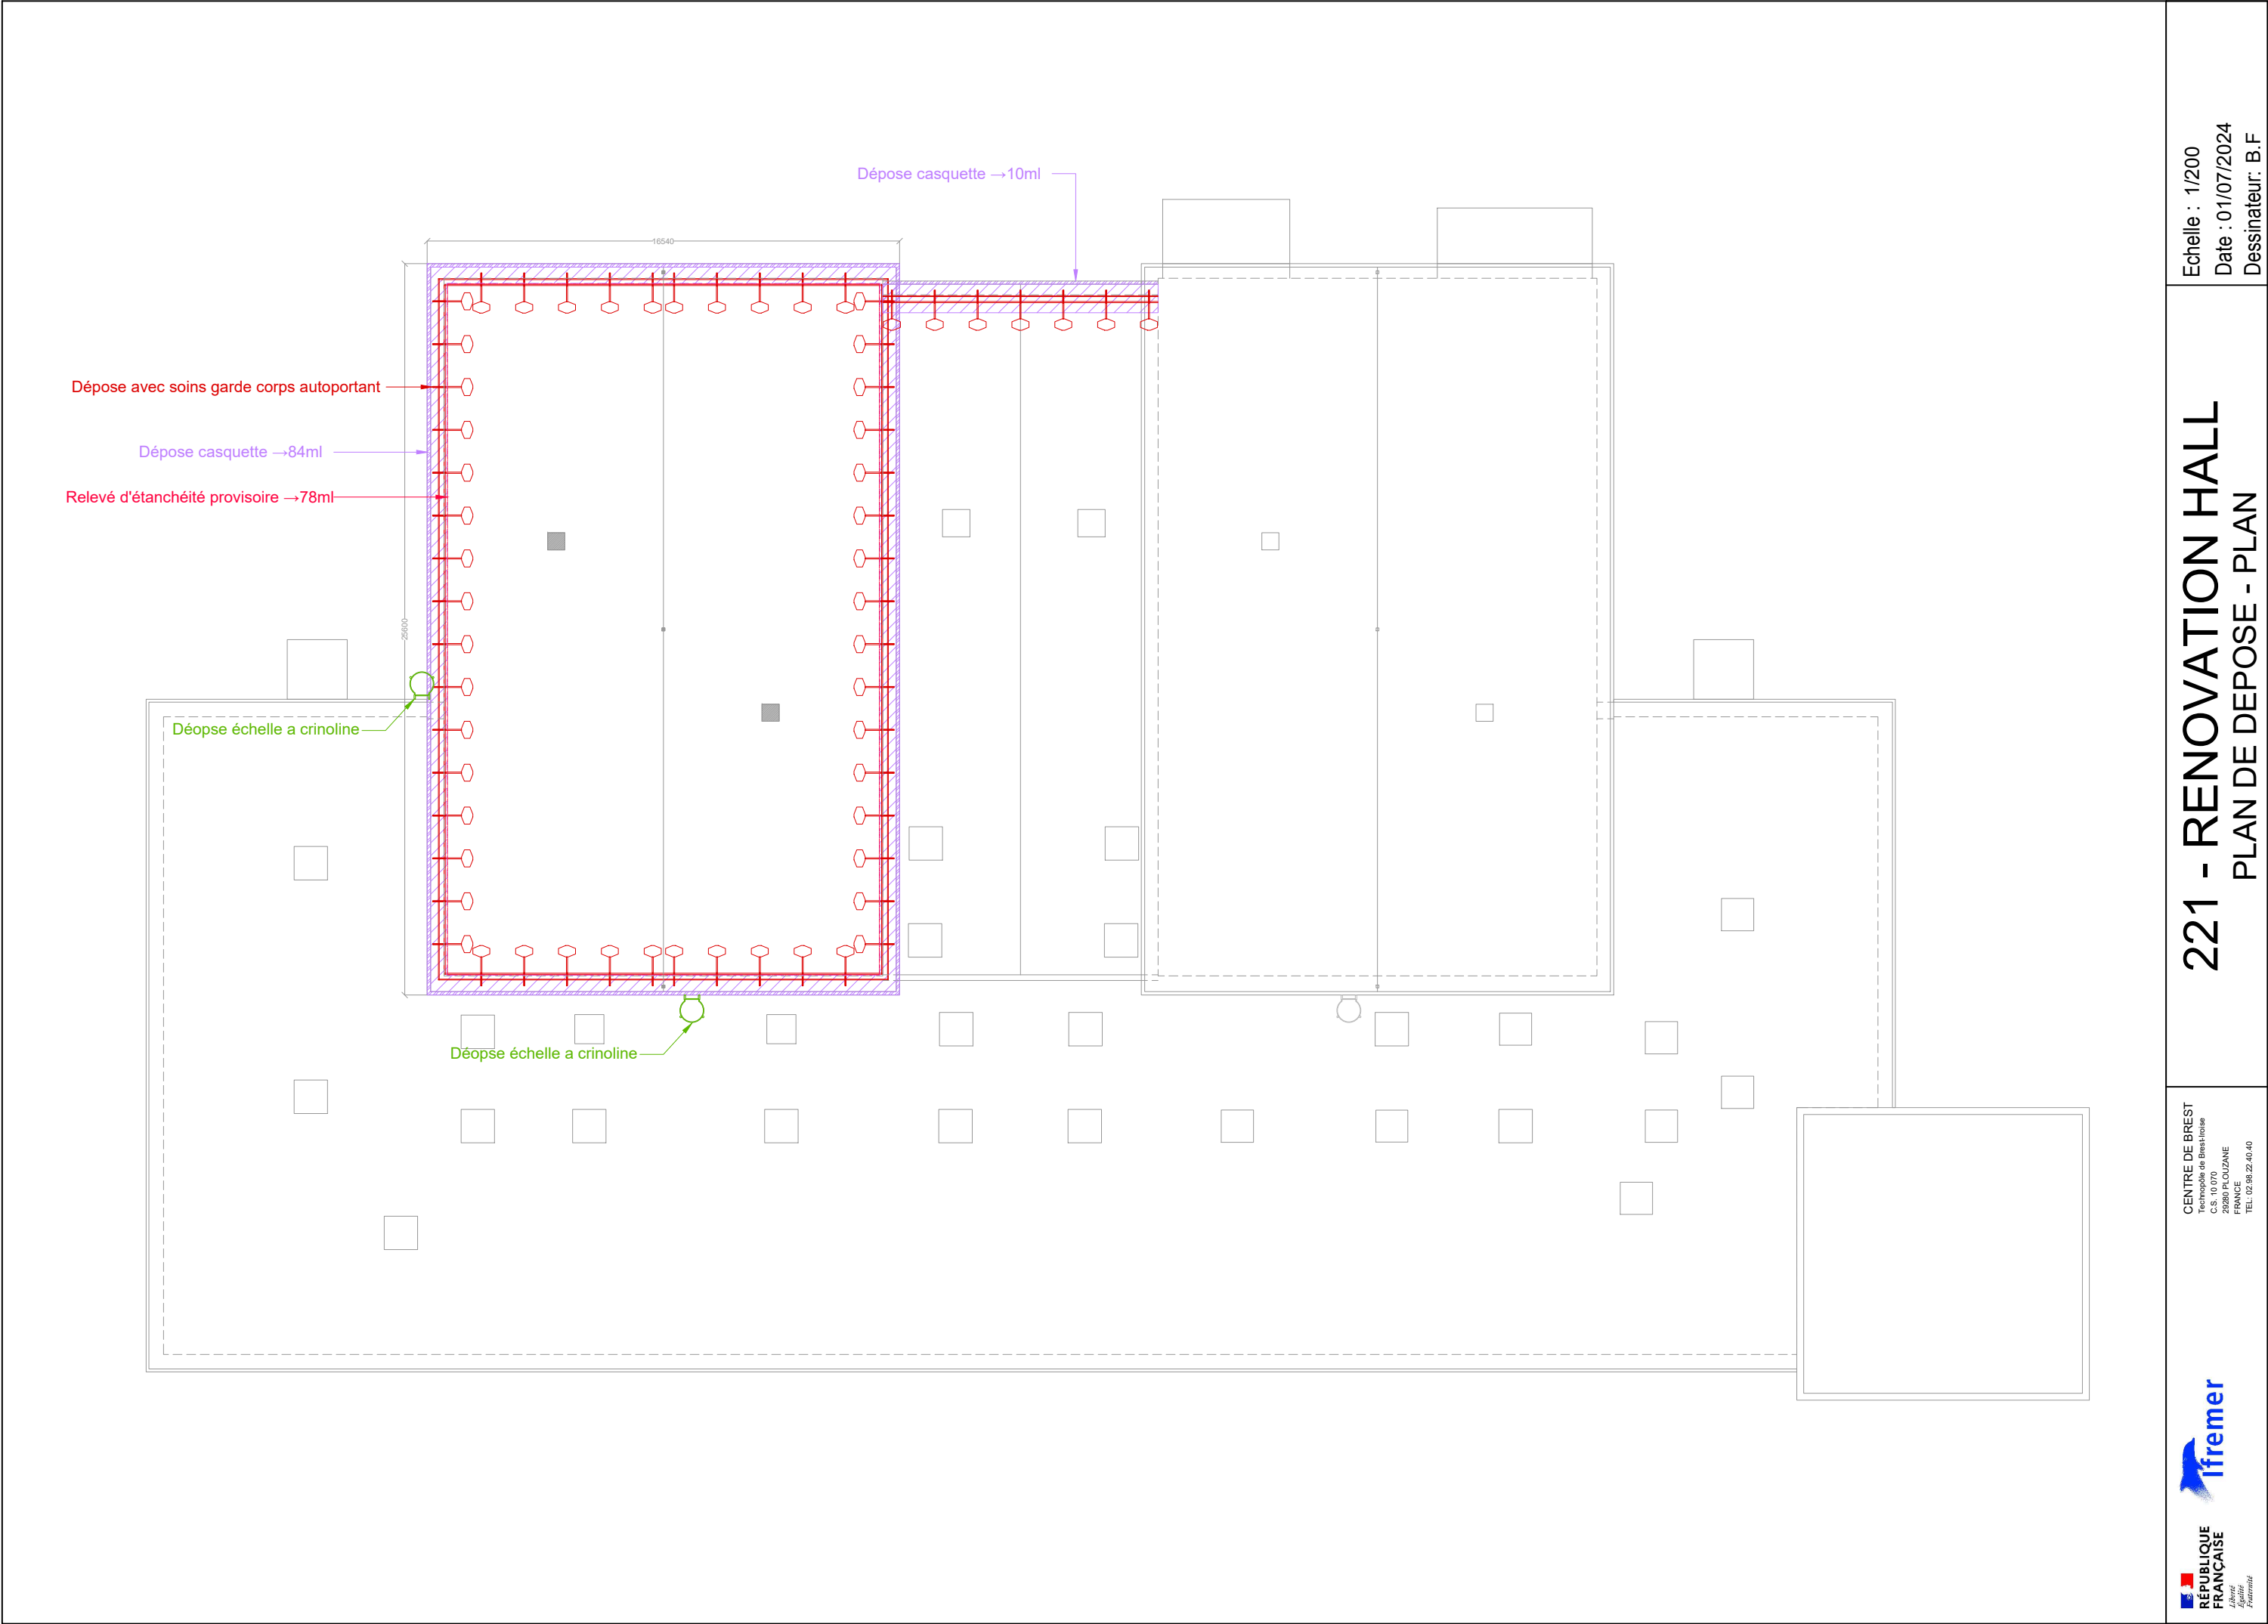 Dépose casquette →10ml
16540
Dépose avec soins garde corps autoportant
Dépose casquette →84ml
Relevé d'étanchéité provisoire →78ml
25600
Déopse échelle a crinoline
Déopse échelle a crinoline
Echelle : 1/200
Date : 01/07/2024
Dessinateur: B.F
221 - RENOVATION HALL
PLAN DE DEPOSE - PLAN
CENTRE DE BREST
Technopôle de Brest-Iroise
C.S. 10 070
29280 PLOUZANE
FRANCE
TEL: 02.98.22.40.40
Ifremer
RÉPUBLIQUE
FRANÇAISE
Liberté
Égalité
Fraternité